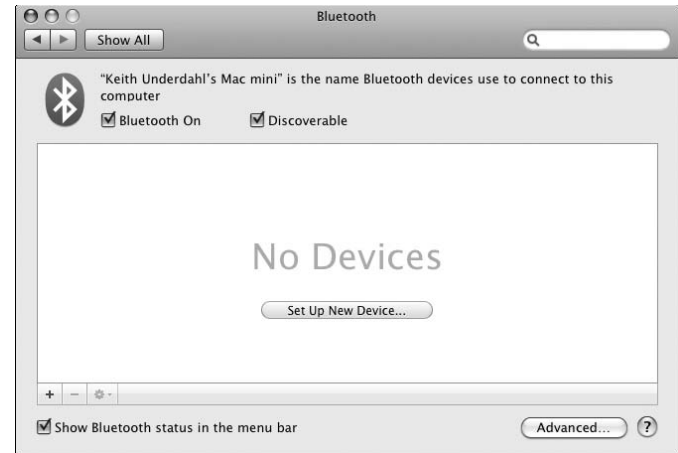 Bluetooth
Show All
“Keith Underdahl's Mac mini” is the name Bluetooth devices use to connect to this
computer
Bluetooth On Discoverable
No Devices
Set Up New Device...
+ −
Show Bluetooth status in the menu bar Advanced... ?